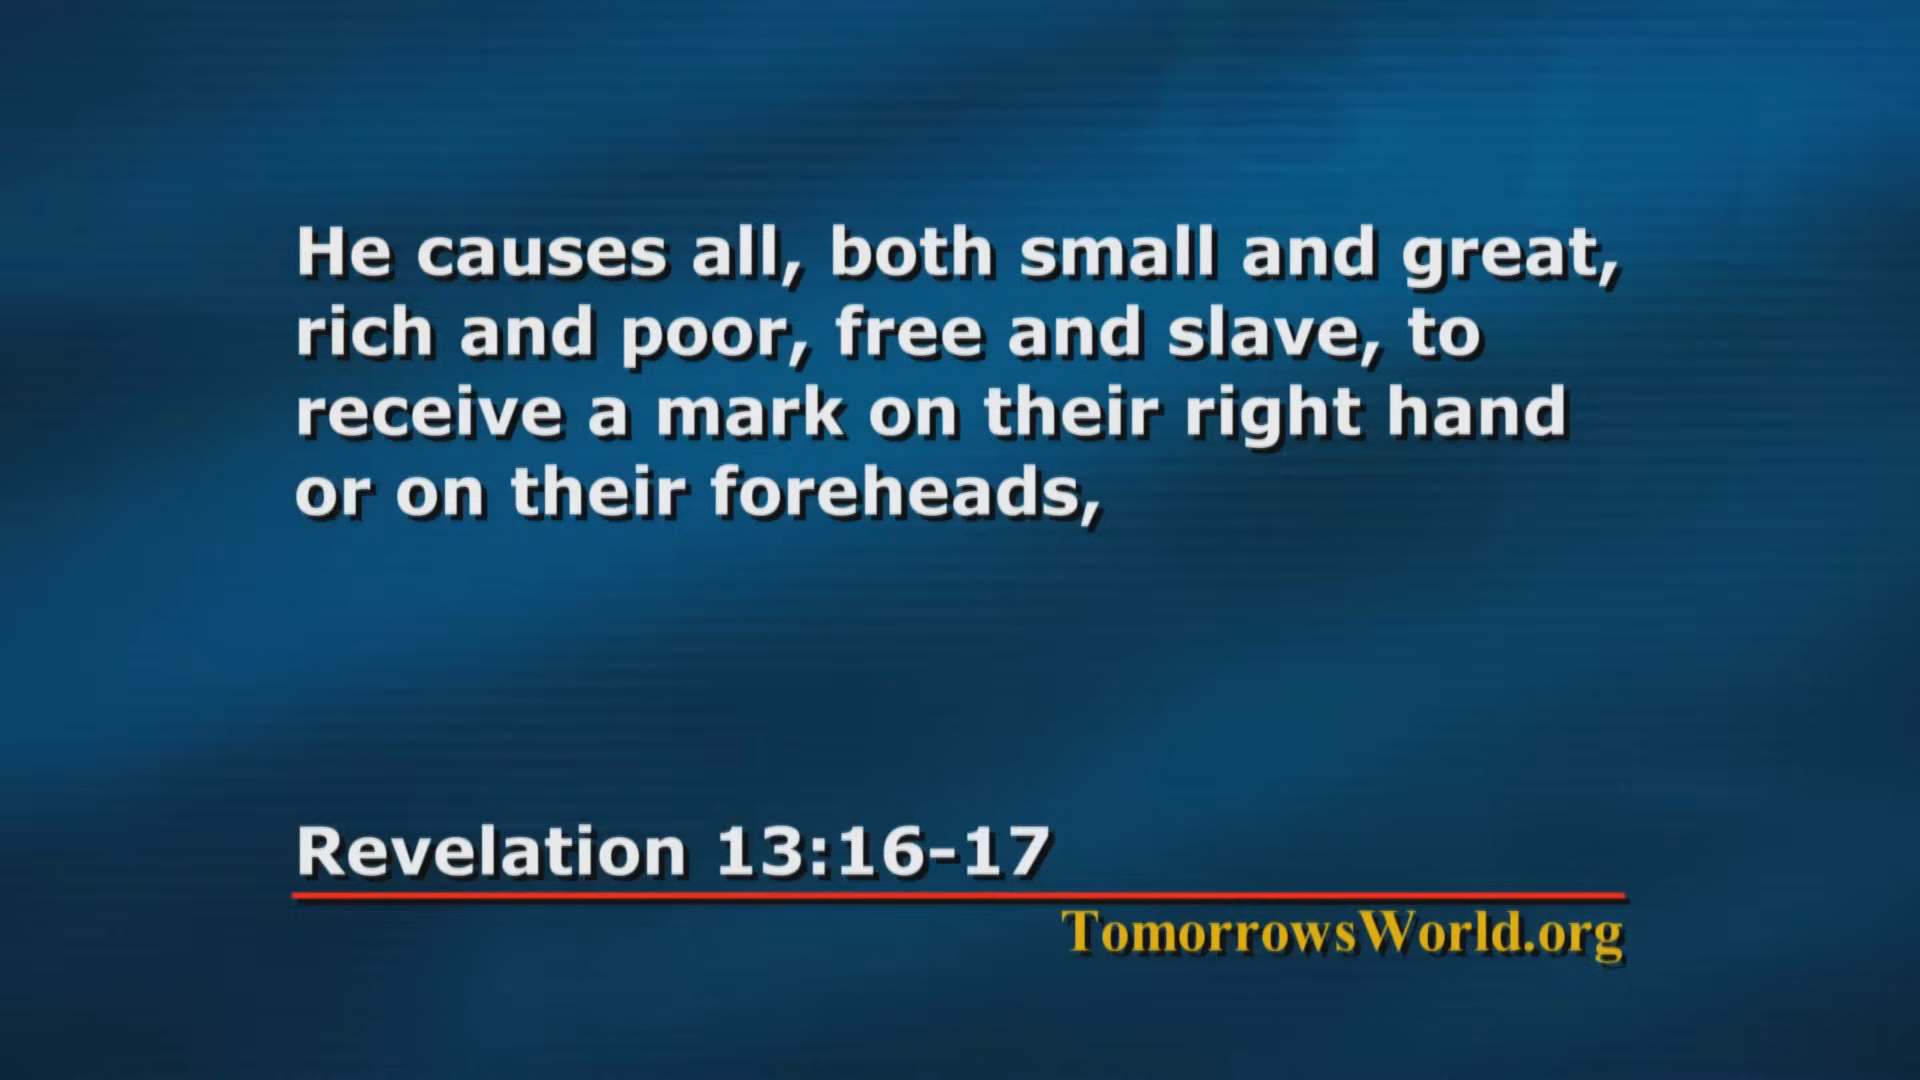 He causes all, both small and great,
rich and poor, free and slave, to
receive a mark on their right hand
or on their foreheads,
Revelation 13:16-17
TomorrowsWorld.org